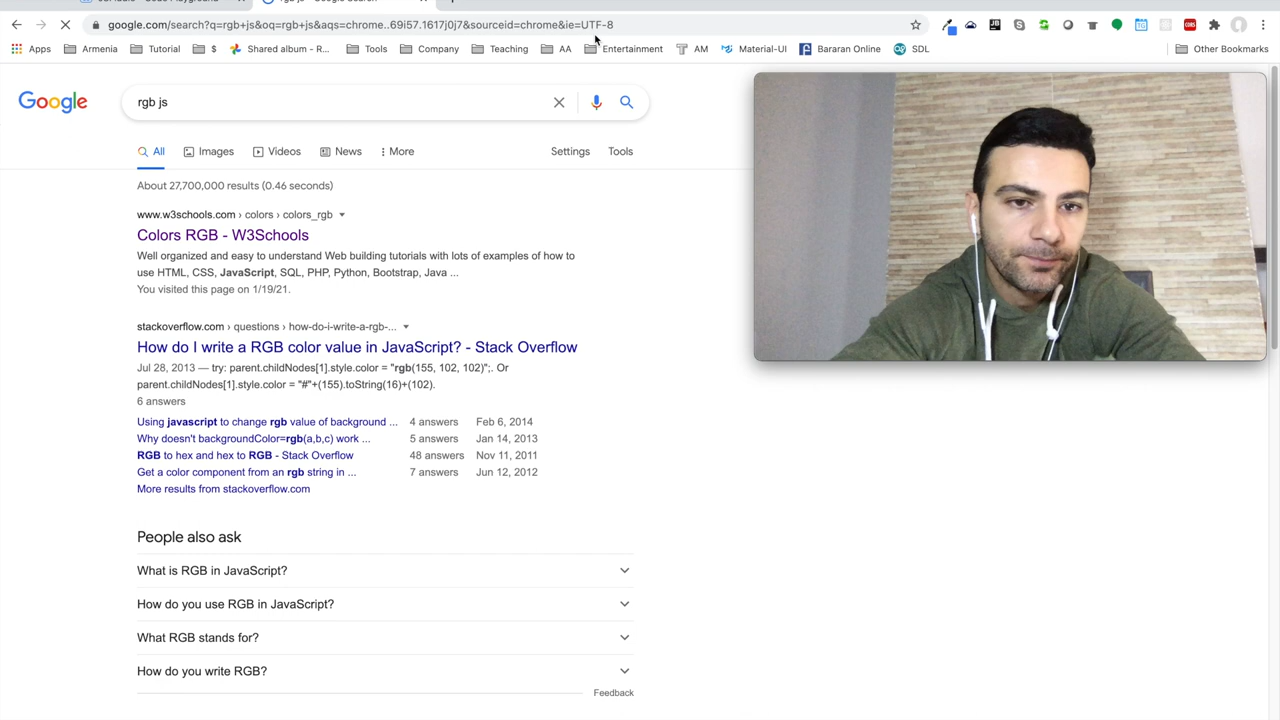 google.com/search?q=rgb+js&oq=rgb+js&aqs=chrome..69i57.1617j0j7&sourceid=chrome&ie=UTF-8
Apps Armenia Tutorial $ Shared album - R... Tools Company Teaching AA Entertainment AM Material-UI Bararan Online SDL Other Bookmarks
Google rgb js
All Images Videos News More Settings Tools
About 27,700,000 results (0.46 seconds)
www.w3schools.com › colors › colors_rgb
Colors RGB - W3Schools
Well organized and easy to understand Web building tutorials with lots of examples of how to
use HTML, CSS, JavaScript, SQL, PHP, Python, Bootstrap, Java ...
You visited this page on 1/19/21.
stackoverflow.com › questions › how-do-i-write-a-rgb-...
How do I write a RGB color value in JavaScript? - Stack Overflow
Jul 28, 2013 — try: parent.childNodes[1].style.color = "rgb(155, 102, 102)";. Or
parent.childNodes[1].style.color = "#"+(155).toString(16)+(102).
6 answers
Using javascript to change rgb value of background ... 4 answers Feb 6, 2014
Why doesn't backgroundColor=rgb(a,b,c) work ... 5 answers Jan 14, 2013
RGB to hex and hex to RGB - Stack Overflow 48 answers Nov 11, 2011
Get a color component from an rgb string in ... 7 answers Jun 12, 2012
More results from stackoverflow.com
People also ask
What is RGB in JavaScript?
How do you use RGB in JavaScript?
What RGB stands for?
How do you write RGB?
Feedback